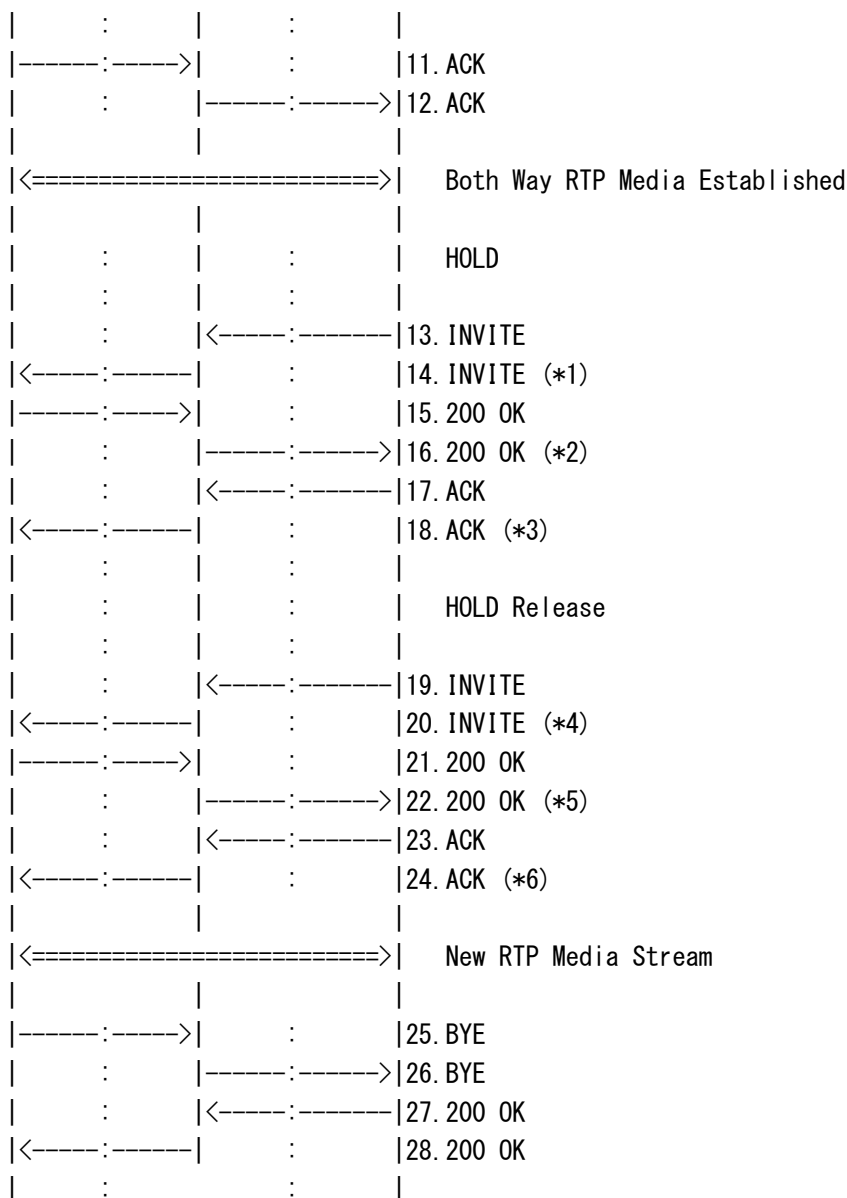 |      :      |      :      |
|------:----->|      :      |11. ACK
|      :      |------:------>|12. ACK
|             |             |
|<==========================>|   Both Way RTP Media Established
|             |             |
|      :      |      :      |   HOLD
|      :      |      :      |
|      :      |<-----:-------|13. INVITE
|<-----:------|      :      |14. INVITE (*1)
|------:----->|      :      |15. 200 OK
|      :      |------:------>|16. 200 OK (*2)
|      :      |<-----:-------|17. ACK
|<-----:------|      :      |18. ACK (*3)
|      :      |      :      |
|      :      |      :      |   HOLD Release
|      :      |      :      |
|      :      |<-----:-------|19. INVITE
|<-----:------|      :      |20. INVITE (*4)
|------:----->|      :      |21. 200 OK
|      :      |------:------>|22. 200 OK (*5)
|      :      |<-----:-------|23. ACK
|<-----:------|      :      |24. ACK (*6)
|             |             |
|<==========================>|   New RTP Media Stream
|             |             |
|------:----->|      :      |25. BYE
|      :      |------:------>|26. BYE
|      :      |<-----:-------|27. 200 OK
|<-----:------|      :      |28. 200 OK
|      :             :      |